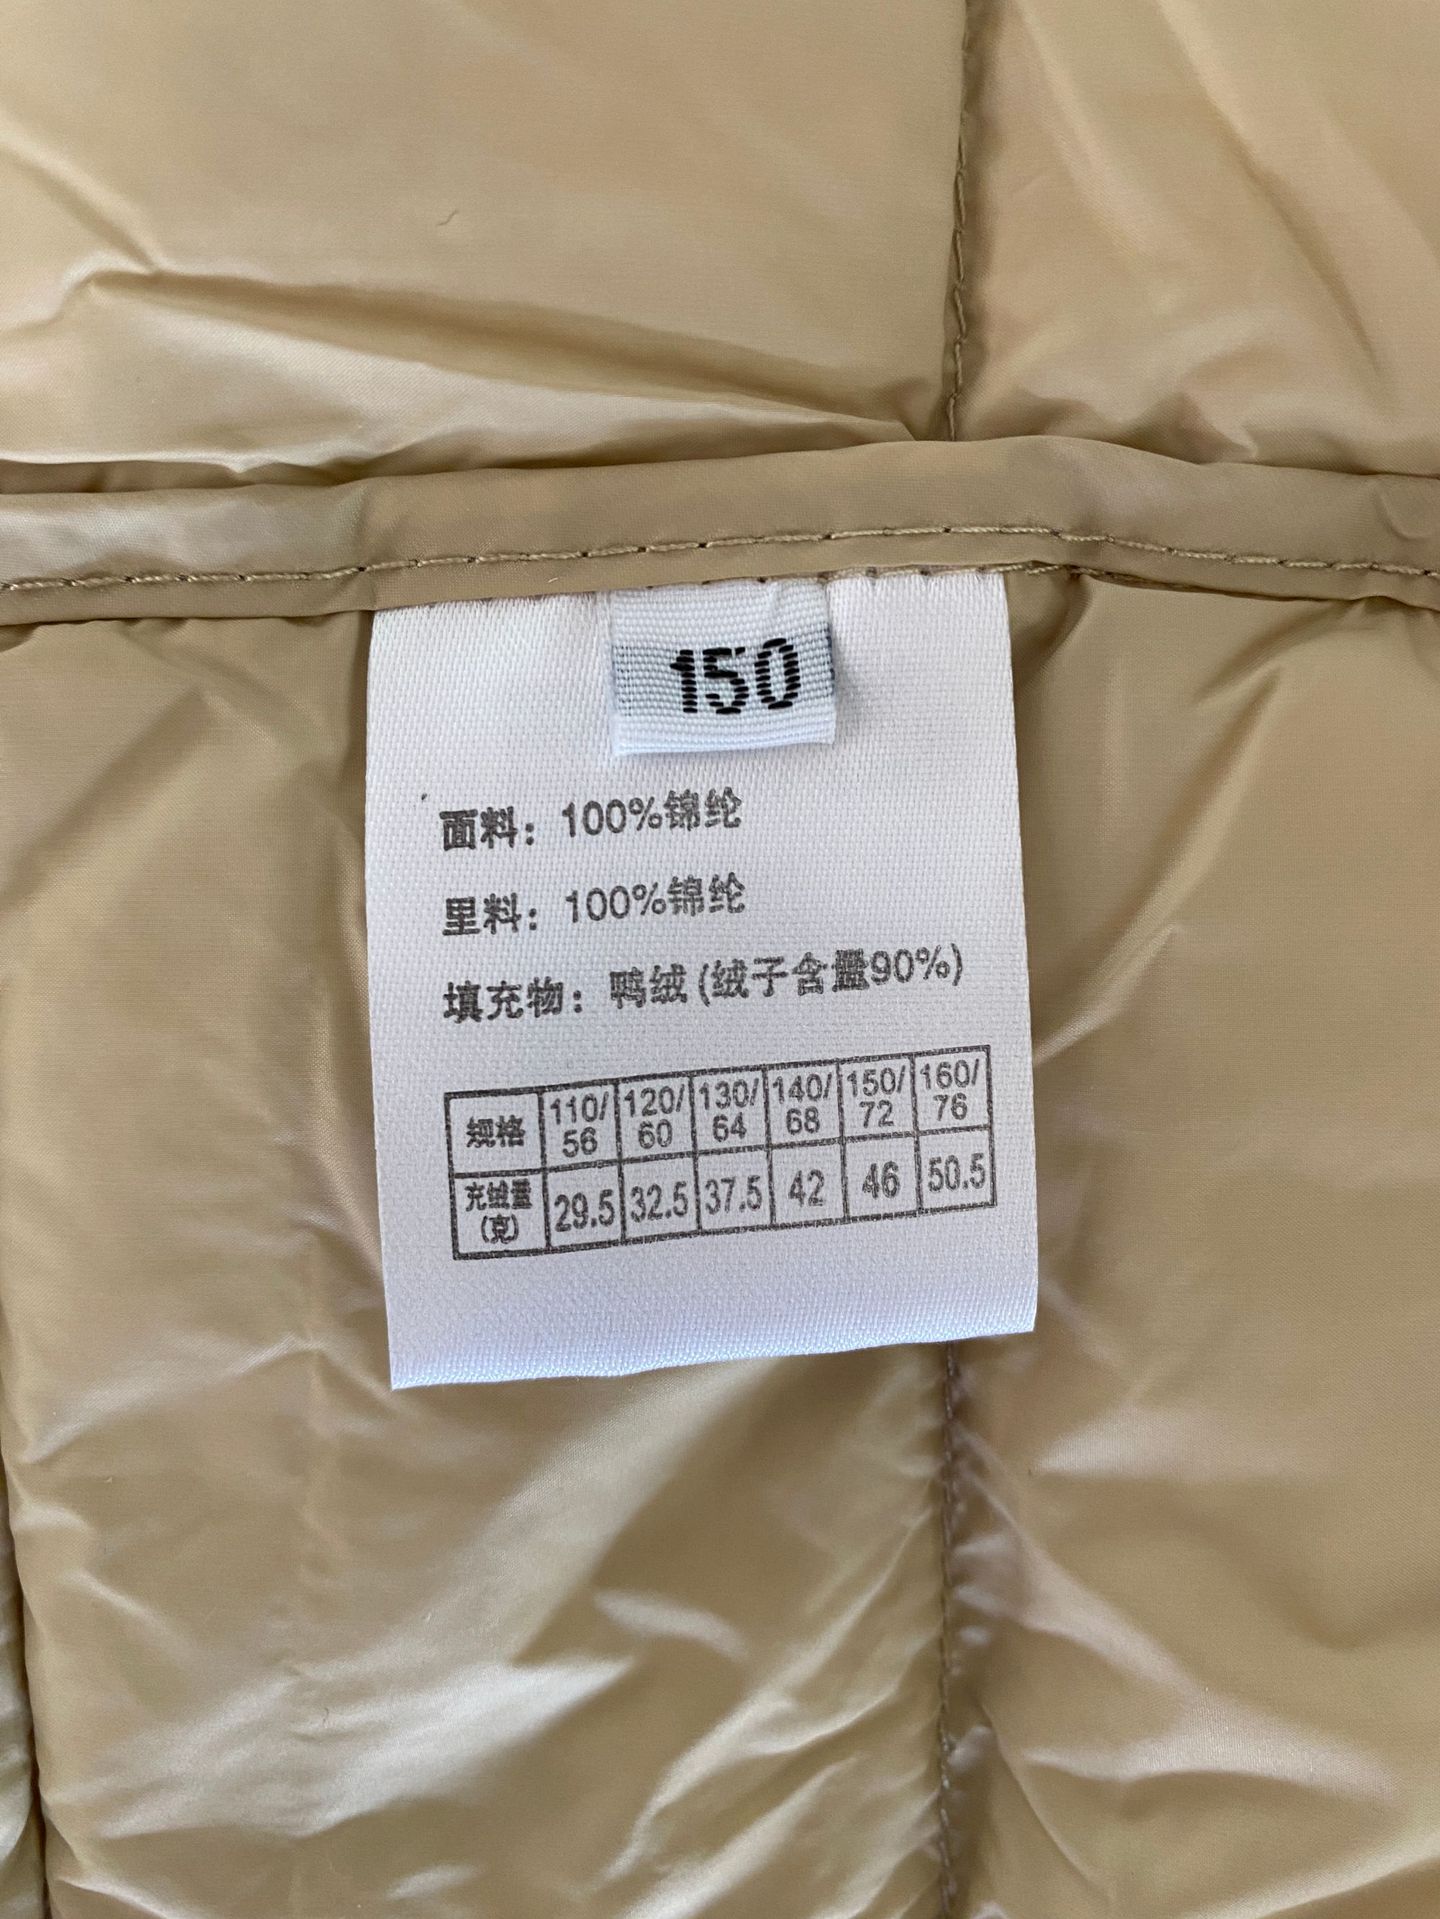 150
面料：100%锦纶
里料：100%锦纶
填充物：鸭绒(绒子含量90%)
规格 110/56 120/60 130/64 140/68 150/72 160/76
充绒量(克) 29.5 32.5 37.5 42 46 50.5